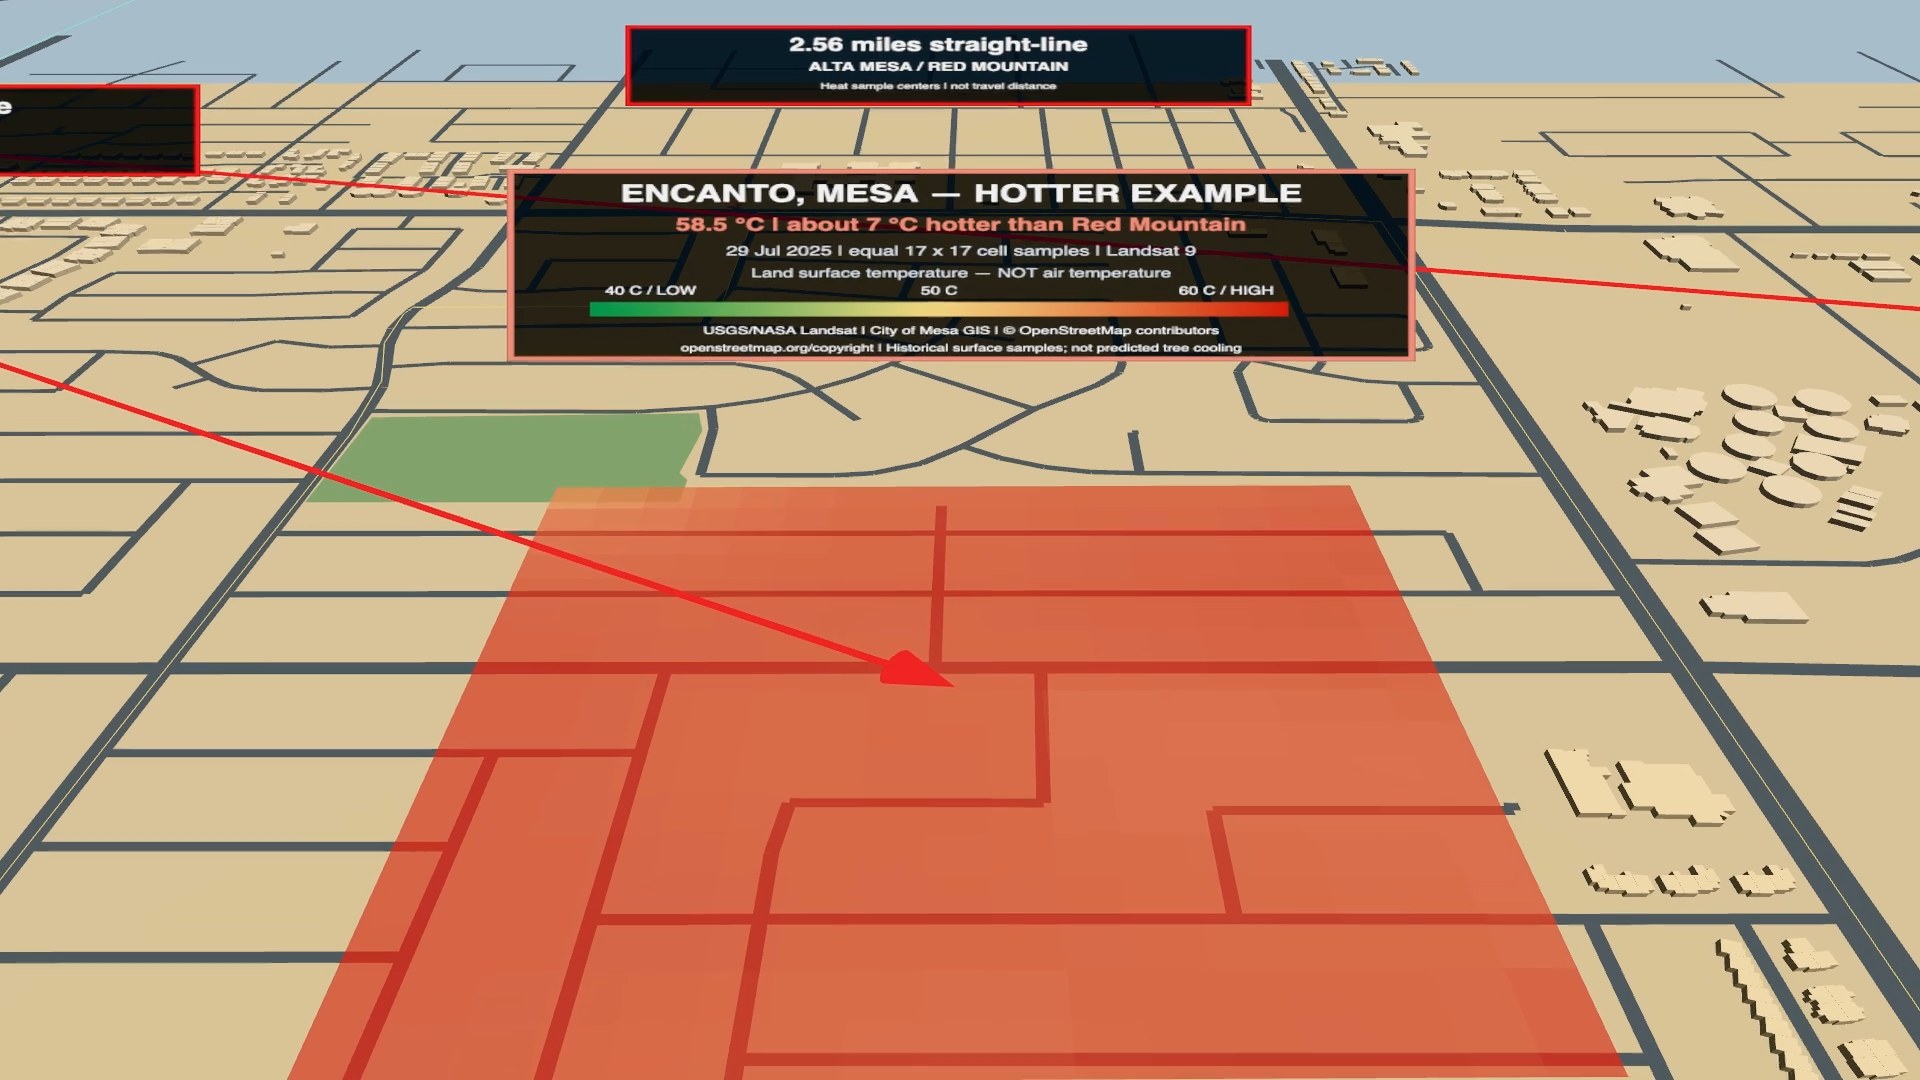 2.56 miles straight-line
ALTA MESA / RED MOUNTAIN
Heat sample centers | not travel distance
e
ENCANTO, MESA — HOTTER EXAMPLE
58.5 °C | about 7 °C hotter than Red Mountain
29 Jul 2025 | equal 17 x 17 cell samples | Landsat 9
Land surface temperature — NOT air temperature
40 C / LOW 50 C 60 C / HIGH
USGS/NASA Landsat | City of Mesa GIS | © OpenStreetMap contributors
openstreetmap.org/copyright | Historical surface samples; not predicted tree cooling